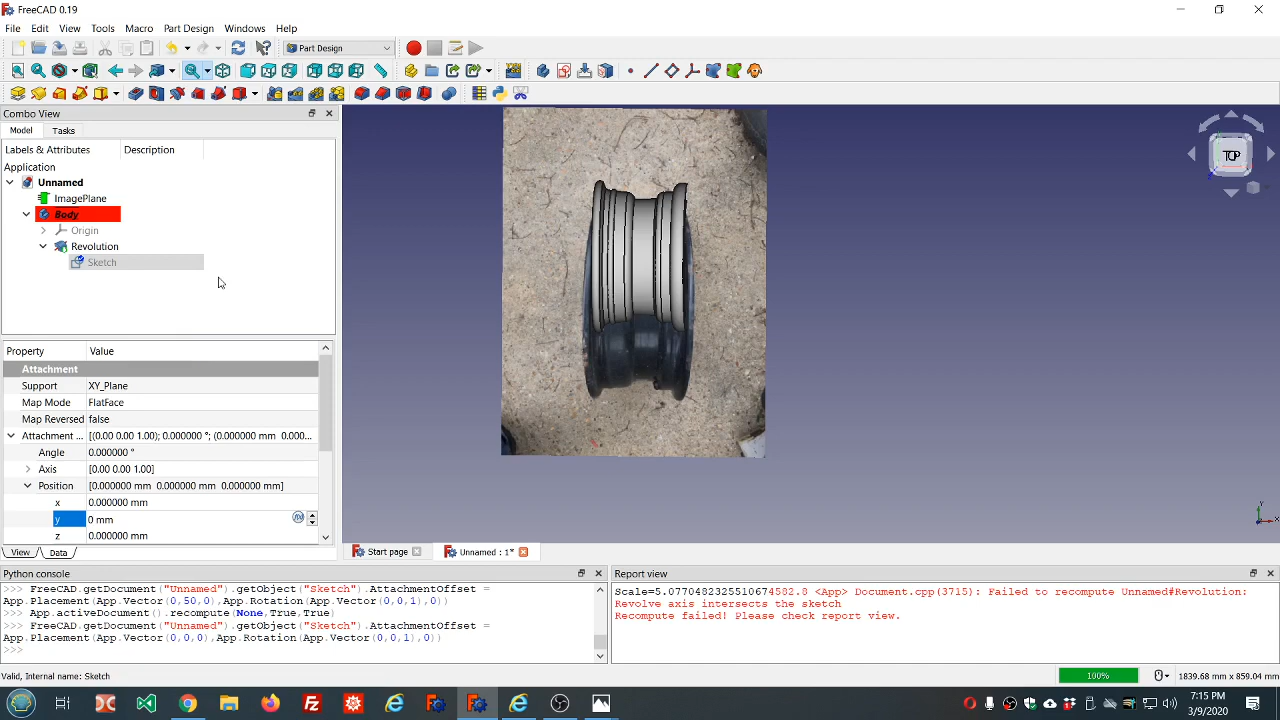 FreeCAD 0.19
File Edit View Tools Macro Part Design Windows Help
Part Design
Combo View
Model Tasks
Labels & Attributes Description
Application
Unnamed
ImagePlane
Body
Origin
Revolution
Sketch
TOP
Property Value
Attachment
Support XY_Plane
Map Mode FlatFace
Map Reversed false
Attachment ... [(0.00 0.00 1.00); 0.000000 °; (0.000000 mm 0.000...
Angle 0.000000 °
Axis [0.00 0.00 1.00]
Position [0.000000 mm 0.000000 mm 0.000000 mm]
x 0.000000 mm
y 0 mm
z 0.000000 mm
View Data
Start page Unnamed : 1*
Python console
>>> FreeCAD.getDocument("Unnamed").getObject("Sketch").AttachmentOffset =
App.Placement(App.Vector(0,50,0),App.Rotation(App.Vector(0,0,1),0))
>>> App.activeDocument().recompute(None,True,True)
>>> FreeCAD.getDocument("Unnamed").getObject("Sketch").AttachmentOffset =
App.Placement(App.Vector(0,0,0),App.Rotation(App.Vector(0,0,1),0))
>>>
Report view
Scale=5.0770482325510674582.8 <App> Document.cpp(3715): Failed to recompute Unnamed#Revolution:
Revolve axis intersects the sketch
Recompute failed! Please check report view.
Valid, Internal name: Sketch
100%
1839.68 mm x 859.04 mm
7:15 PM
3/9/2020